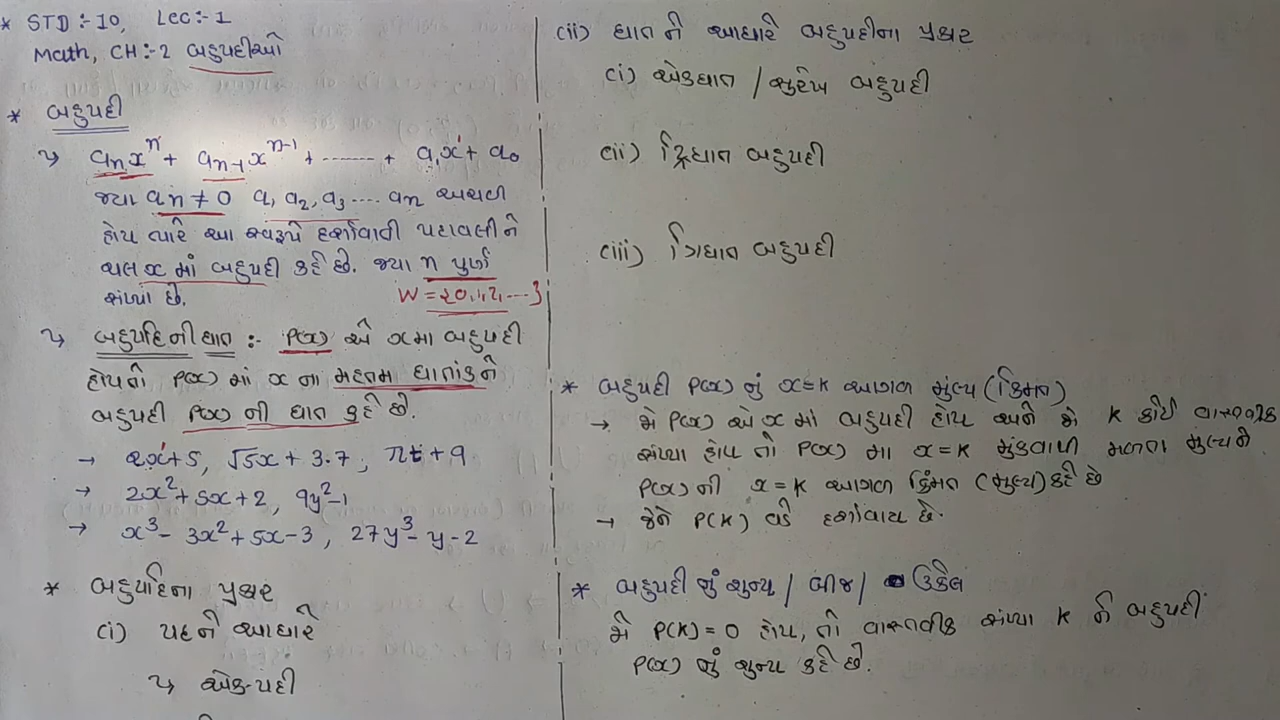 * STD :- 10, Lec :- 1
Math, CH :- 2 બહુપદીઓ
* બહુપદી
→ aₙxⁿ + aₙ₋₁xⁿ⁻¹ + ------- + a₁x¹ + a₀
જ્યા aₙ ≠ 0 a₁ a₂, a₃ .... aₙ અચલ
હોય ત્યારે આ સ્વરૂપે દર્શાવાતી પદાવલીને
ચલ x માં બહુપદી કહે છે. જ્યા n પુર્ણ
સંખ્યા છે. W = {0,1,2, ---}
→ બહુપદિની ઘાત :- P(x) એ x મા બહુપદી
હોયતો P(x) માં x ના મહત્તમ ઘાતાંકને
બહુપદી P(x) ની ઘાત કહે છે.
→ 2x¹+5, √5x + 3.7, πt + 9
→ 2x² + 5x + 2, 9y² - 1
→ x³ - 3x² + 5x - 3, 27y³ - y - 2
* બહુપદિના પ્રકાર
(i) પદને આધારે
→ એક-પદી
(ii) ઘાત ને આધારે બહુપદીના પ્રકાર
(i) એકઘાત / સુરેખ બહુપદી
(ii) દ્વિઘાત બહુપદી
(iii) ત્રિઘાત બહુપદી
* બહુપદી P(x) નું x=k આગળ મુલ્ય (કિંમત)
→ જો P(x) એ x માં બહુપદી હોય અને જો k કોઈ વાસ્તવીક
સંખ્યા હોય તો P(x) મા x=k મુકવાથી મળતા મુલ્યને
P(x) ની x = k આગળ કિંમત (મુલ્ય) કહે છે
→ જેને P(k) વડે દર્શાવાય છે.
* બહુપદી નું શુન્ય / બીજ / ઉકેલ
જો P(k) = 0 હોય, તો વાસ્તવીક સંખ્યા k ને બહુપદી
P(x) નું શુન્ય કહે છે.